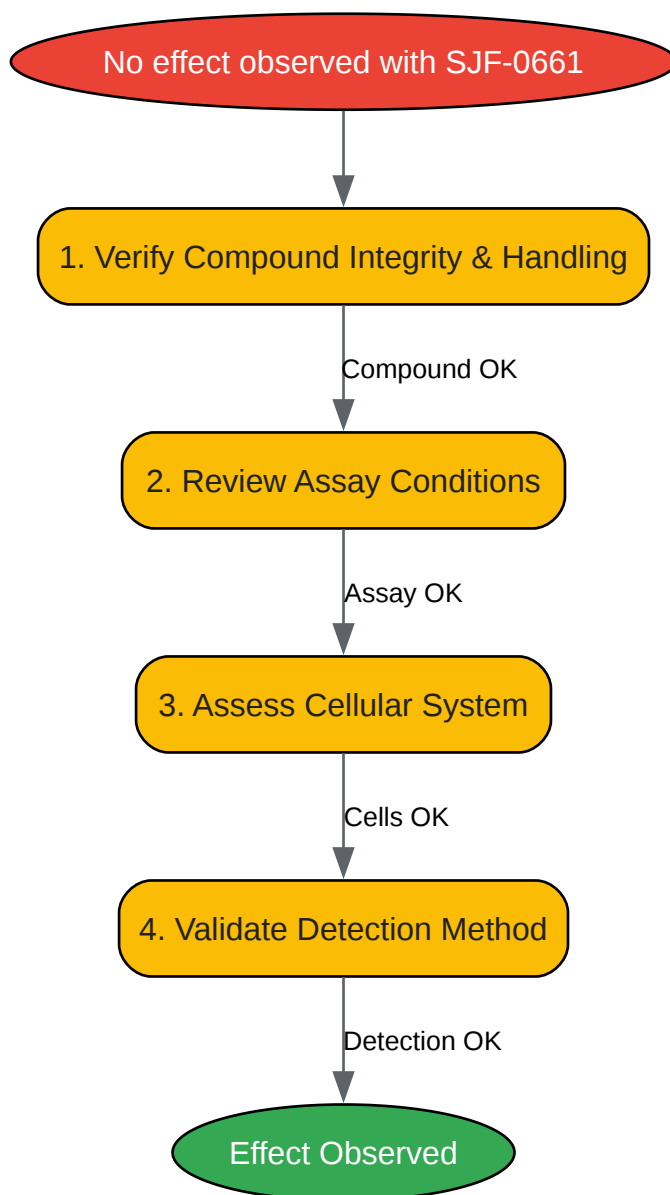 No effect observed with SJF-0661
1. Verify Compound Integrity & Handling
Compound OK
2. Review Assay Conditions
Assay OK
3. Assess Cellular System
Cells OK
4. Validate Detection Method
Detection OK
Effect Observed